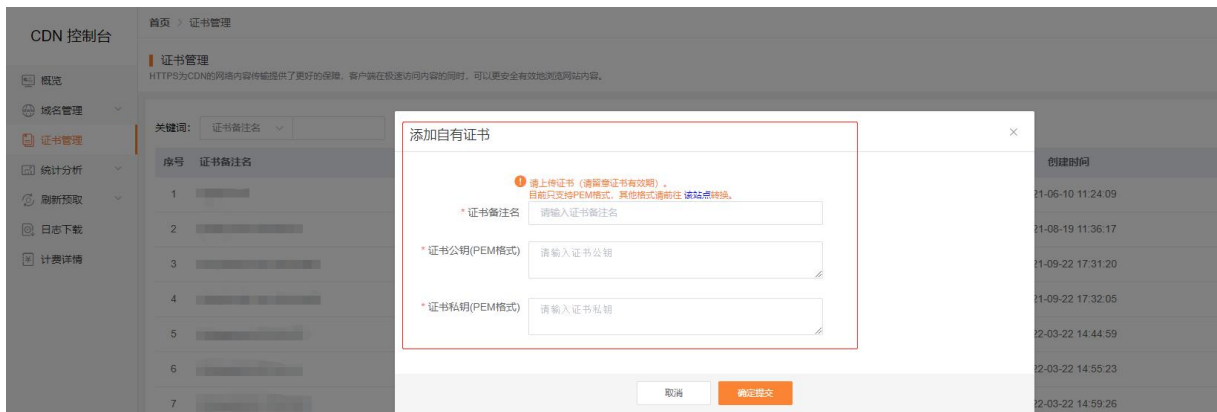 CDN 控制台
首页 > 证书管理
证书管理
HTTPS为CDN的网络内容传输提供了更好的保障，客户端在极速访问内容的同时，可以更安全有效地浏览网站内容。
概览
域名管理
证书管理
统计分析
刷新预取
日志下载
计费详情
关键词： 证书备注名
序号 证书备注名 创建时间
1 21-06-10 11:24:09
2 21-08-19 11:36:17
3 21-09-22 17:31:20
4 21-09-22 17:32:05
5 22-03-22 14:44:59
6 22-03-22 14:55:23
7 22-03-22 14:59:26
添加自有证书
请上传证书（请留意证书有效期）。
目前只支持PEM格式，其他格式请前往 该站点转换。
* 证书备注名 请输入证书备注名
* 证书公钥(PEM格式) 请输入证书公钥
* 证书私钥(PEM格式) 请输入证书私钥
取消 确定提交